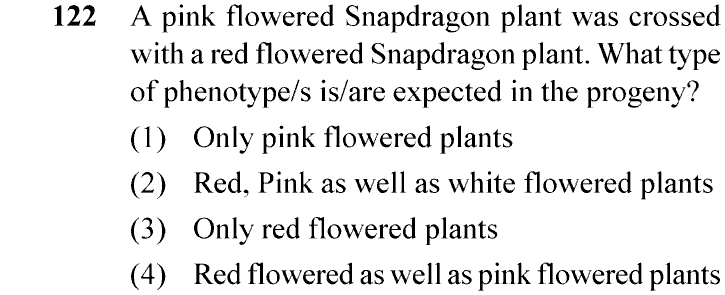 122 A pink flowered Snapdragon plant was crossed
with a red flowered Snapdragon plant. What type
of phenotype/s is/are expected in the progeny?
(1) Only pink flowered plants
(2) Red, Pink as well as white flowered plants
(3) Only red flowered plants
(4) Red flowered as well as pink flowered plants